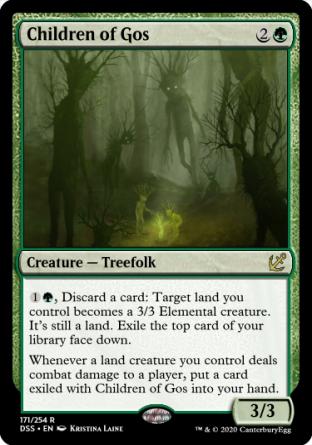 Children of Gos 2
Creature — Treefolk
1 , Discard a card: Target land you
control becomes a 3/3 Elemental creature.
It's still a land. Exile the top card of your
library face down.
Whenever a land creature you control deals
combat damage to a player, put a card
exiled with Children of Gos into your hand.
3/3
171/254 R
DSS • EN Kristina Laine
™ & © 2020 CanterburyEgg